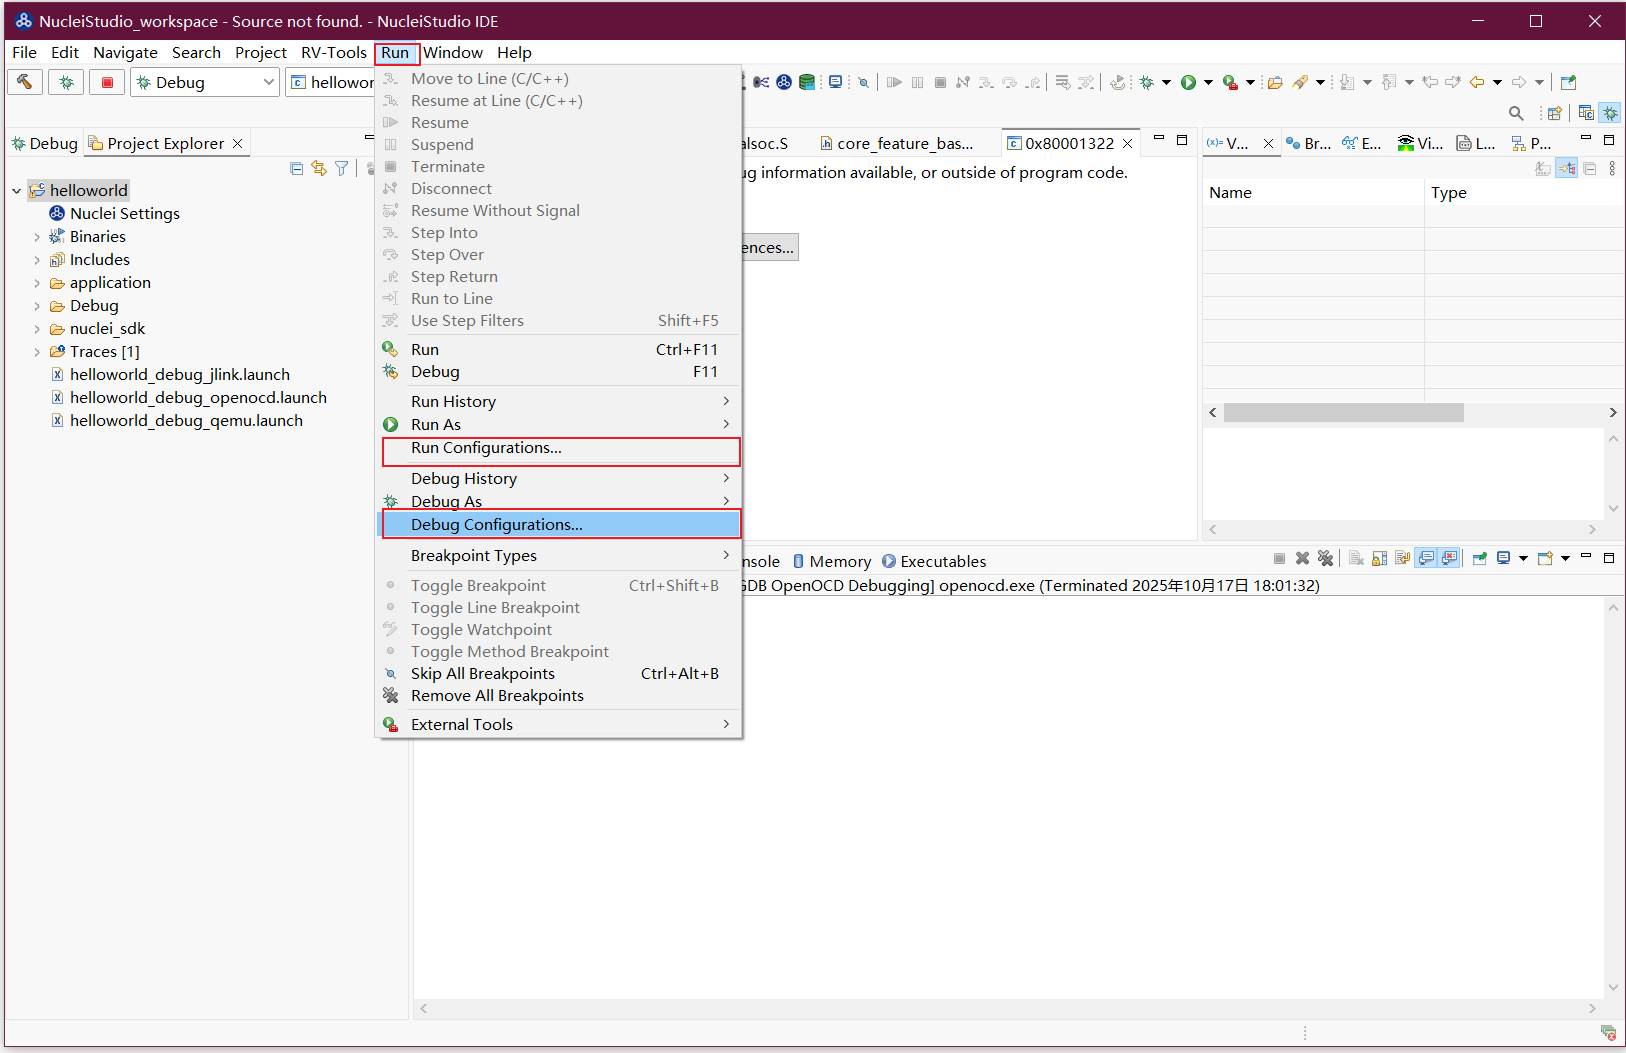 NucleiStudio_workspace - Source not found. - NucleiStudio IDE
File Edit Navigate Search Project RV-Tools Run Window Help
Debug
Debug Project Explorer
helloworld
Nuclei Settings
Binaries
Includes
application
Debug
nuclei_sdk
Traces [1]
helloworld_debug_jlink.launch
helloworld_debug_openocd.launch
helloworld_debug_qemu.launch
Move to Line (C/C++)
Resume at Line (C/C++)
Resume
Suspend
Terminate
Disconnect
Resume Without Signal
Step Into
Step Over
Step Return
Run to Line
Use Step Filters Shift+F5
Run Ctrl+F11
Debug F11
Run History
Run As
Run Configurations...
Debug History
Debug As
Debug Configurations...
Breakpoint Types
Toggle Breakpoint Ctrl+Shift+B
Toggle Line Breakpoint
Toggle Watchpoint
Toggle Method Breakpoint
Skip All Breakpoints Ctrl+Alt+B
Remove All Breakpoints
External Tools
alsoc.S core_feature_bas... 0x80001322
information available, or outside of program code.
ences...
V... Br... E... Vi... L... P...
Name Type
nsole Memory Executables
GDB OpenOCD Debugging] openocd.exe (Terminated 2025年10月17日 18:01:32)